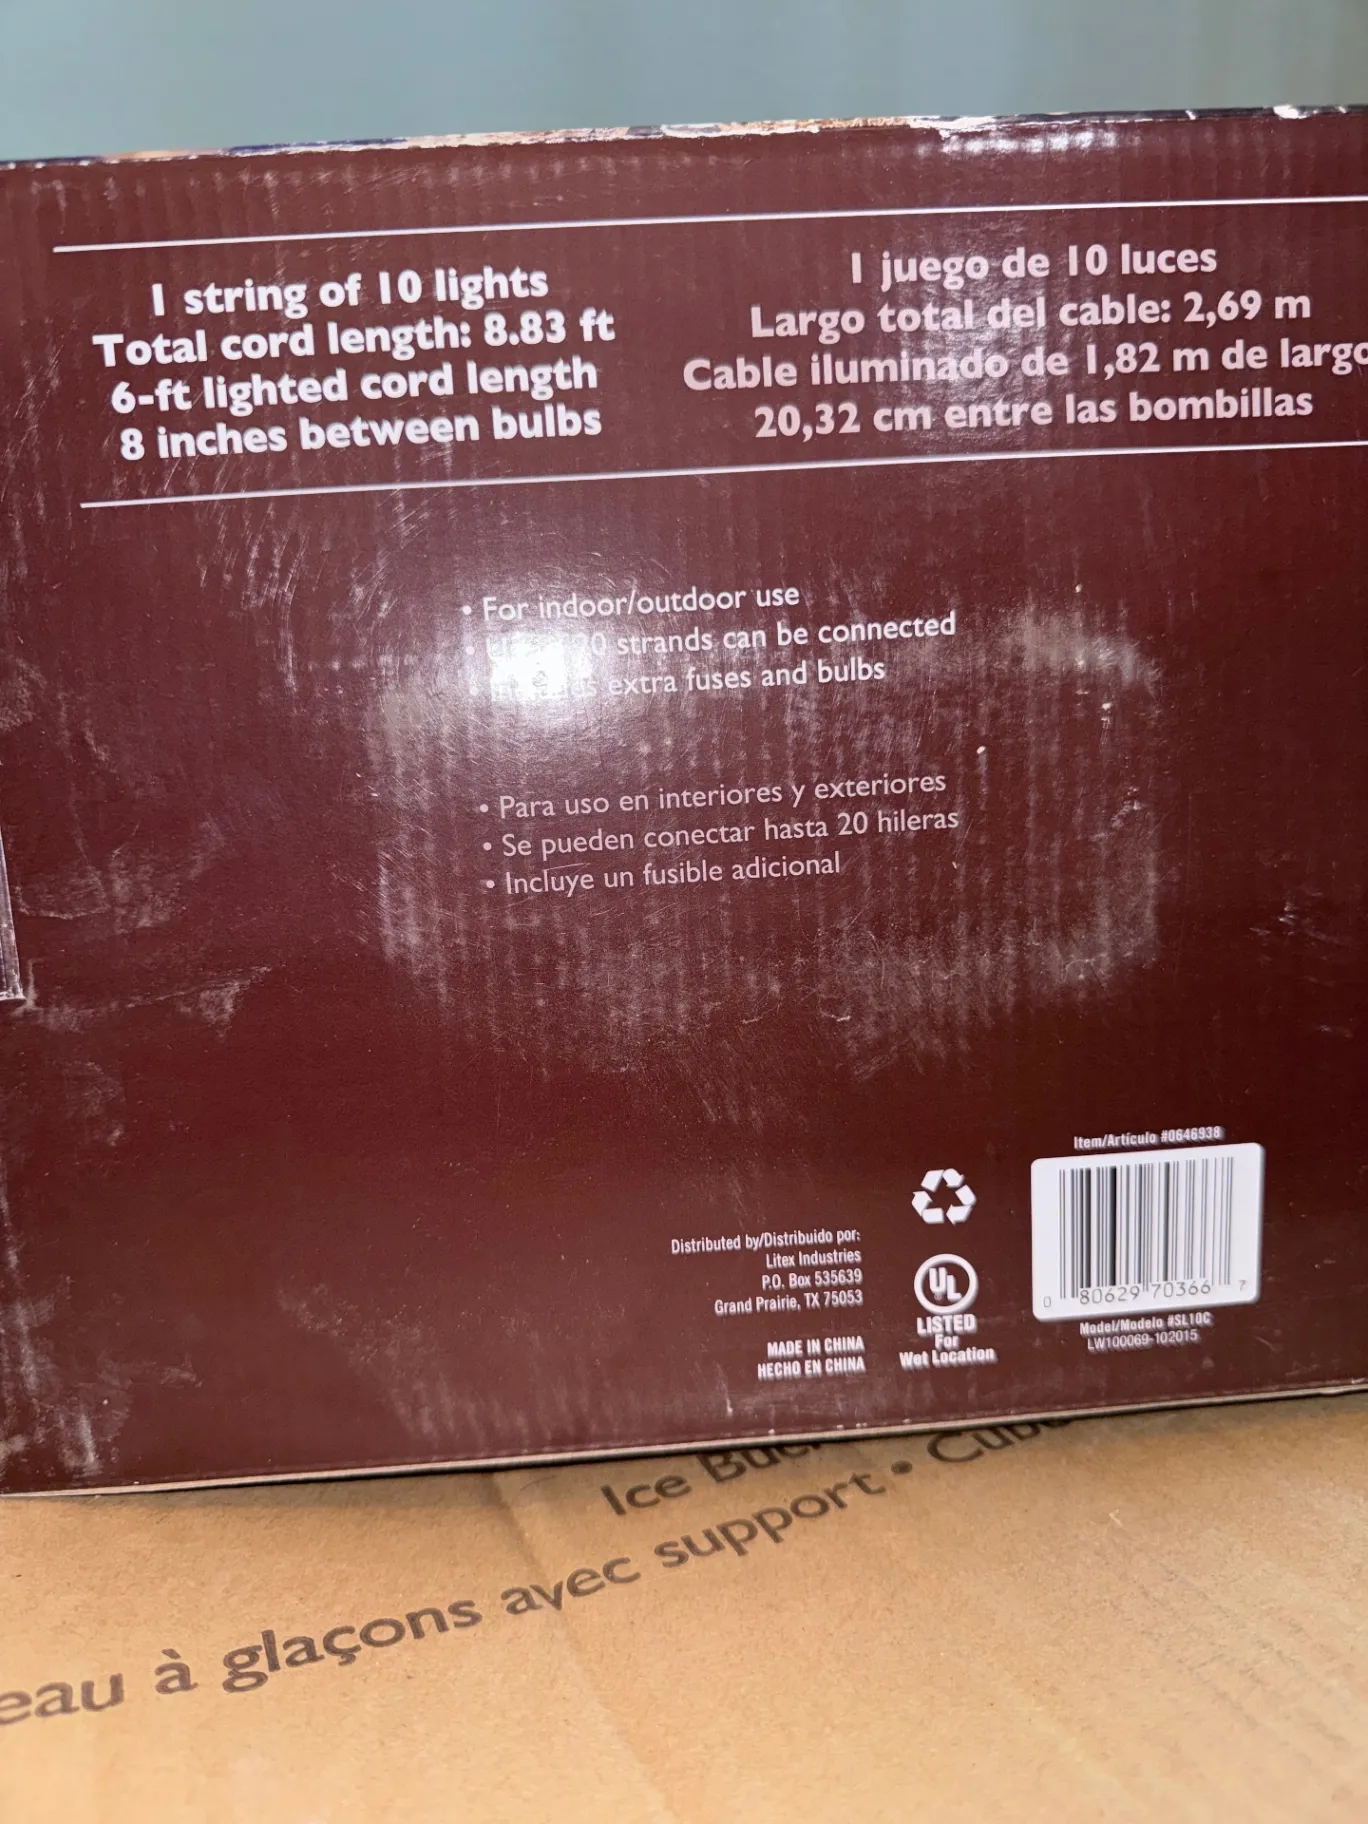 1 string of 10 lights
Total cord length: 8.83 ft
6-ft lighted cord length
8 inches between bulbs
1 juego de 10 luces
Largo total del cable: 2,69 m
Cable iluminado de 1,82 m de largo
20,32 cm entre las bombillas
• For indoor/outdoor use
• strands can be connected
• extra fuses and bulbs
• Para uso en interiores y exteriores
• Se pueden conectar hasta 20 hileras
• Incluye un fusible adicional
Distributed by/Distribuido por:
Litex Industries
P.O. Box 535639
Grand Prairie, TX 75053
MADE IN CHINA
HECHO EN CHINA
UL
LISTED
For
Wet Location
Item/Artículo #0646938
0 80629 70366 7
Model/Modelo #SL10C
LW100069-102015
Ice
eau à glaçons avec support •